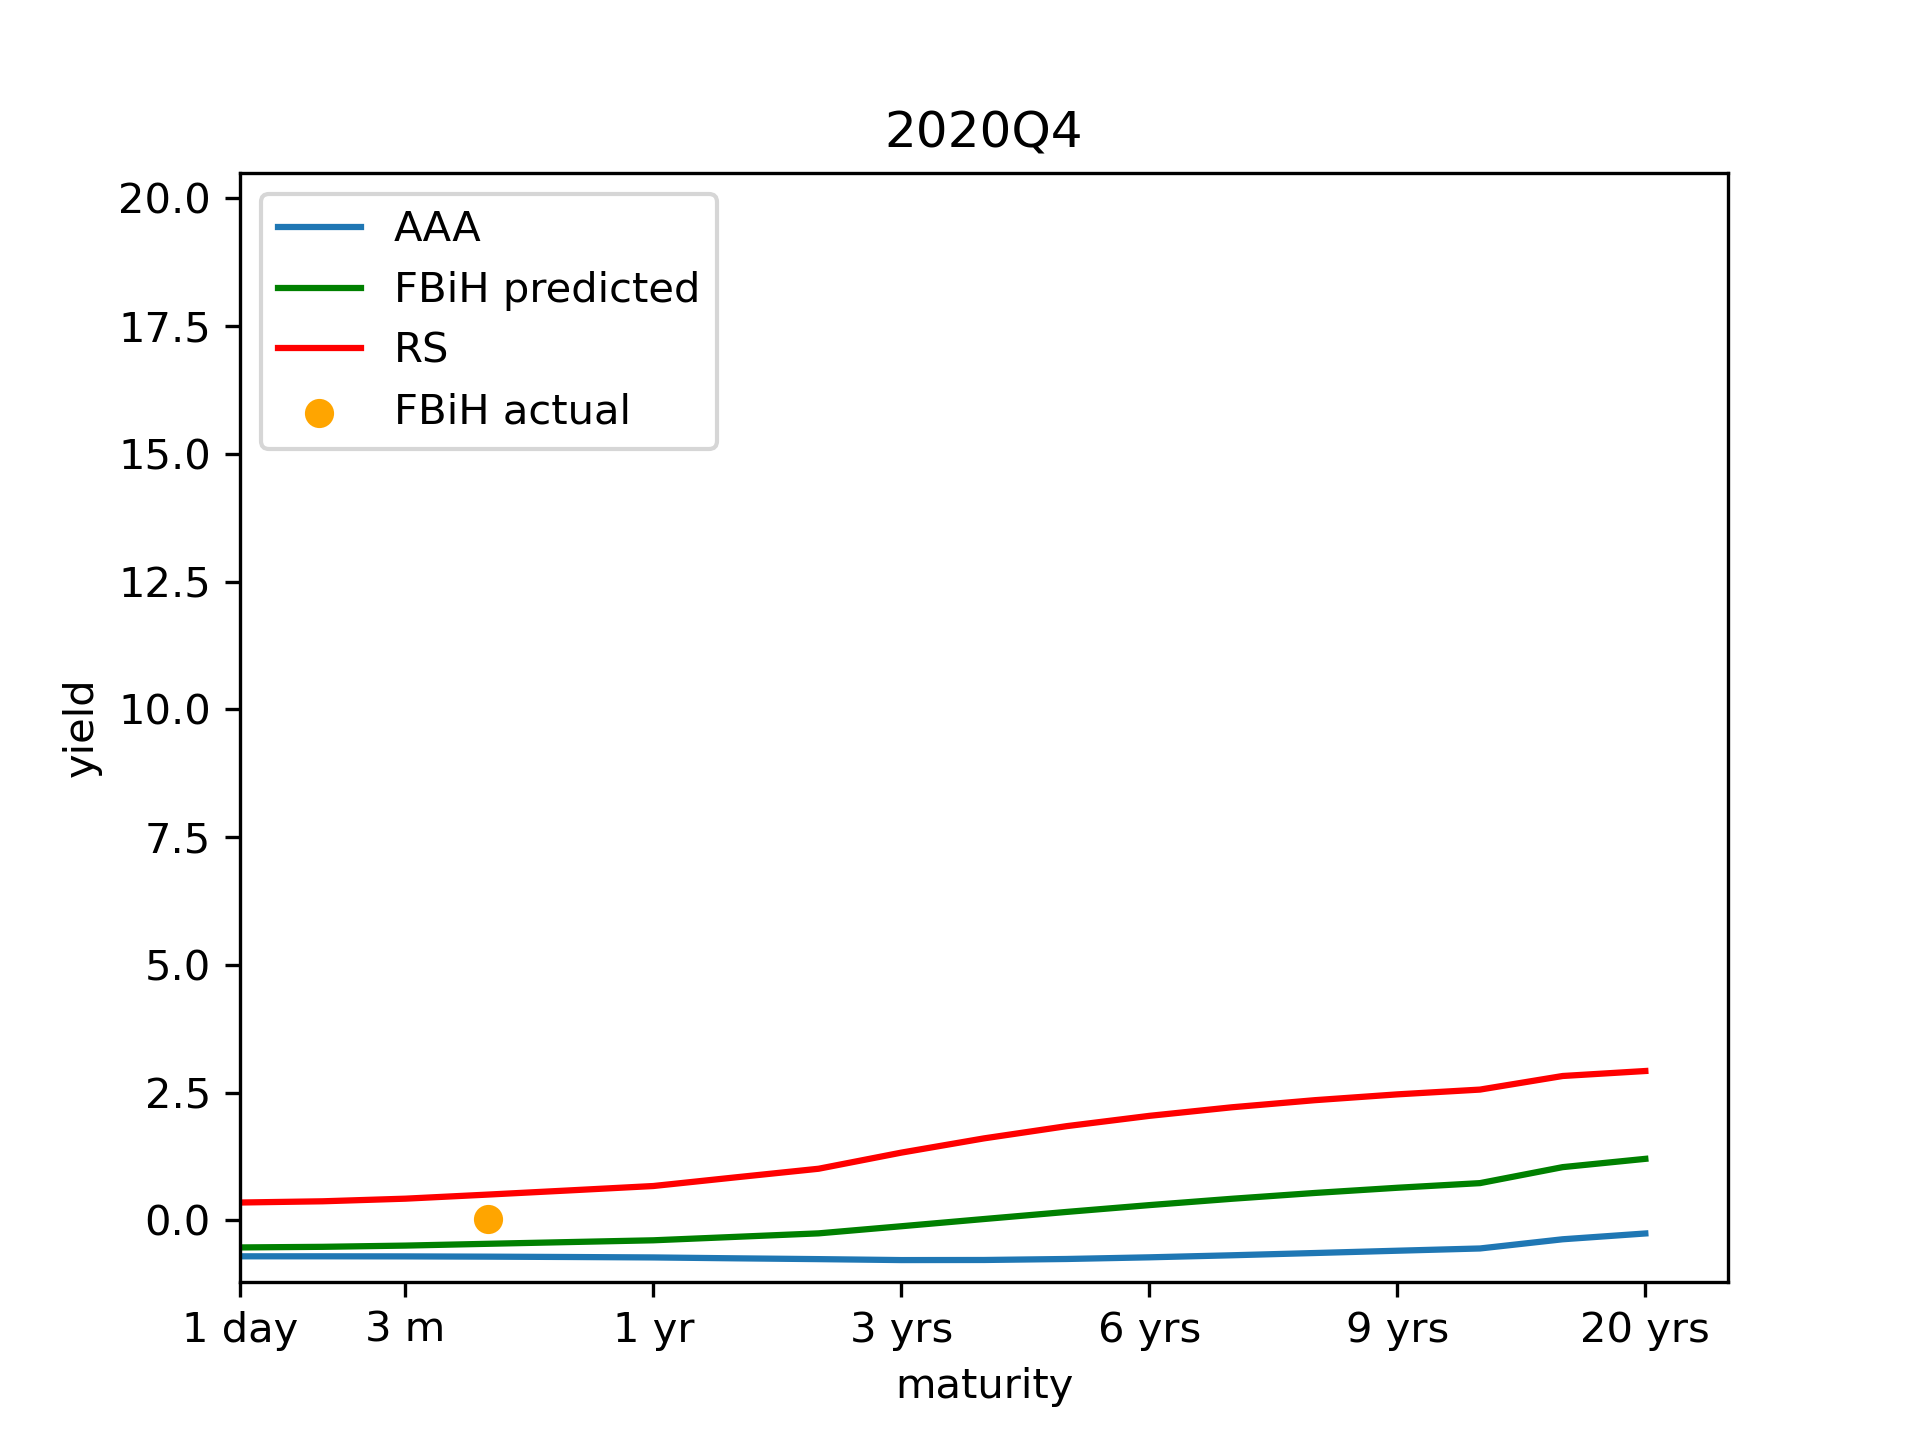 2020Q4
20.0
17.5
15.0
12.5
10.0
7.5
5.0
2.5
0.0
yield
AAA
FBiH predicted
RS
FBiH actual
1 day 3 m 1 yr 3 yrs 6 yrs 9 yrs 20 yrs
maturity